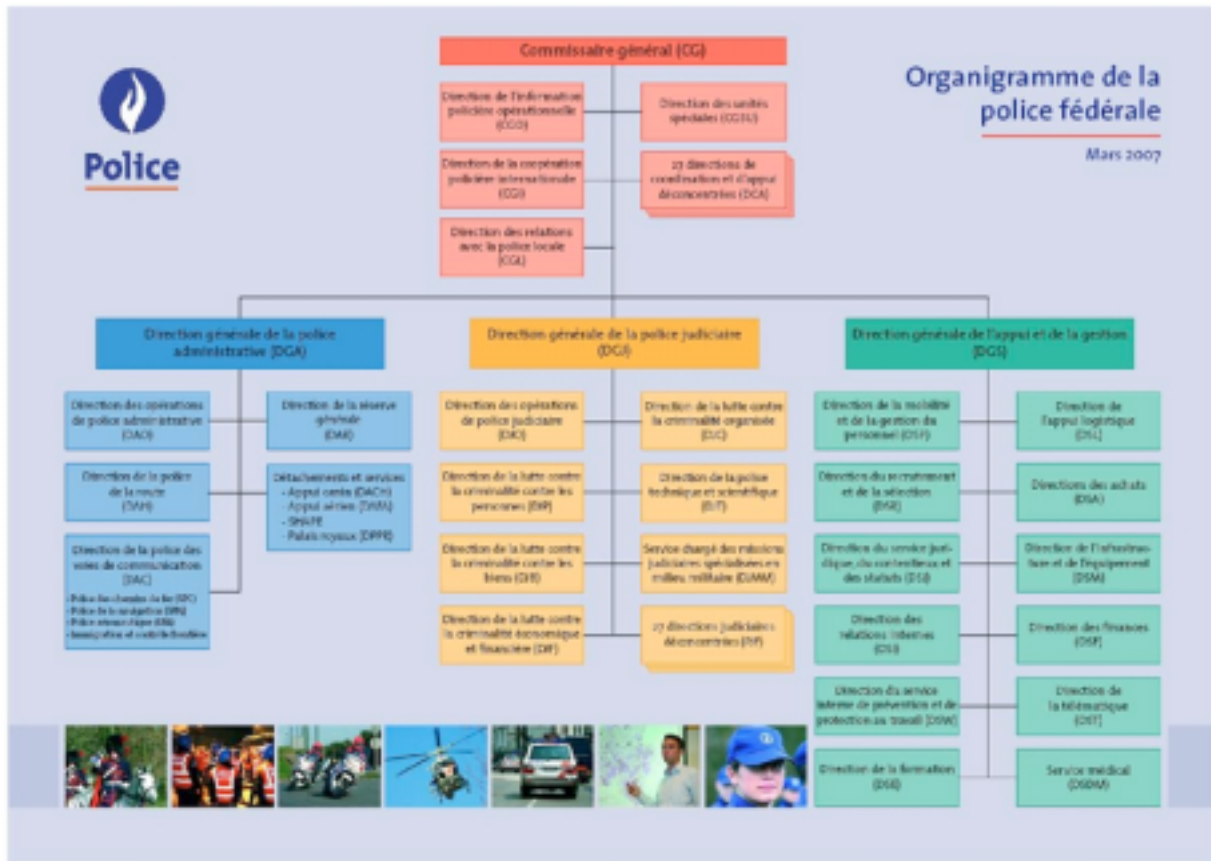 Commissaire général (CG)
Police
Organigramme de la
police fédérale
Mars 2007
Direction de l'information
policière opérationnelle
(CGO)
Direction des unités
spéciales (CGSU)
Direction de la coopération
policière internationale
(CGI)
27 directions de
coordination et d'appui
déconcentrées (DCA)
Direction des relations
avec la police locale
(CGL)
Direction générale de la police
administrative (DGA)
Direction générale de la police judiciaire
(DGJ)
Direction générale de l'appui et de la gestion
(DGS)
Direction des opérations
de police administrative
(DAO)
Direction de la réserve
générale
(DAR)
Direction de la police
de la route
(DAH)
Détachements et services
- Appui canin (DACH)
- Appui aérien
- SHAPE
- Palais royaux
Direction de la police des
voies de communication
(DAC)
Direction des opérations
de police judiciaire
(DJO)
Direction de la lutte contre
la criminalité organisée
(DJC)
Direction de la lutte contre
la criminalité contre les
personnes (DJP)
Direction de la police
technique et scientifique
(DJT)
Direction de la lutte contre
la criminalité contre les
biens (DJB)
Service chargé des missions
judiciaires spécialisées en
milieu militaire (DJMM)
Direction de la lutte contre
la criminalité économique
et financière (DJF)
27 directions judiciaires
déconcentrées
Direction de la mobilité
et de la gestion du
personnel (DSP)
Direction de
l'appui logistique
(DSL)
Direction du recrutement
et de la sélection
(DSR)
Directions des achats
(DSA)
Direction du service juri-
dique, du contentieux et
des statuts (DSJ)
Direction de l'infrastruc-
ture et de l'équipement
(DSM)
Direction des
relations internes
(DSI)
Direction des finances
(DSF)
Direction du service
interne de prévention et de
protection au travail (DSW)
Direction de
la télématique
(DST)
Direction de la formation
(DSE)
Service médical
(DSDM)